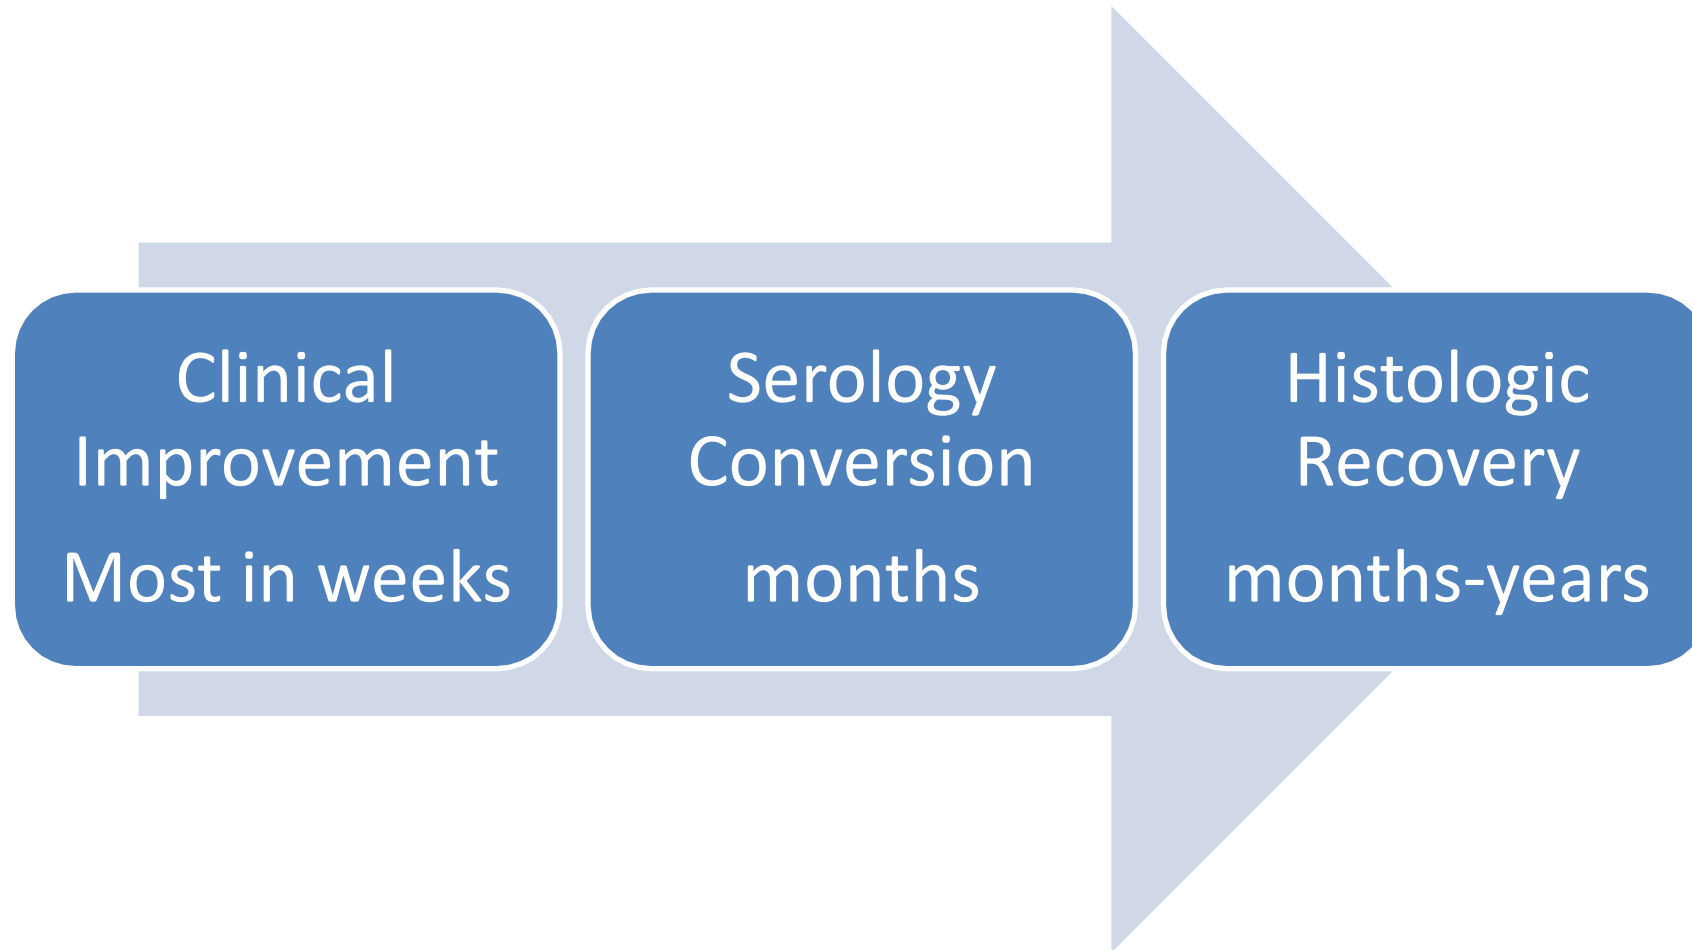 Clinical
Improvement
Most in weeks
Serology
Conversion
months
Histologic
Recovery
months-years